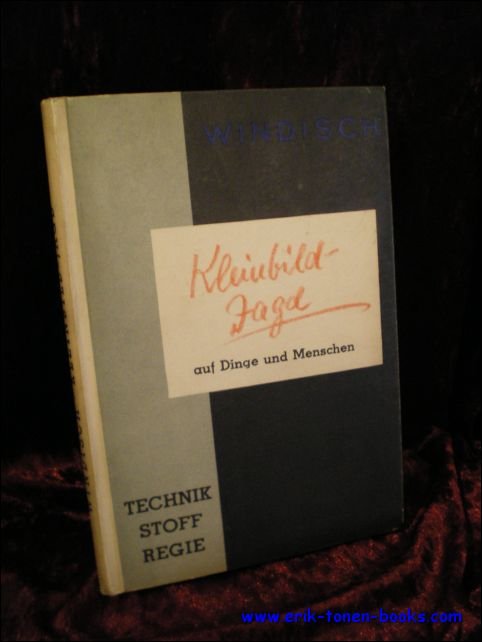 WINDISCH
Kleinbild-
Jagd
auf Dinge und Menschen
TECHNIK
STOFF
REGIE
www.erik-tonen-books.com